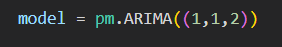 model = pm.ARIMA((1,1,2))